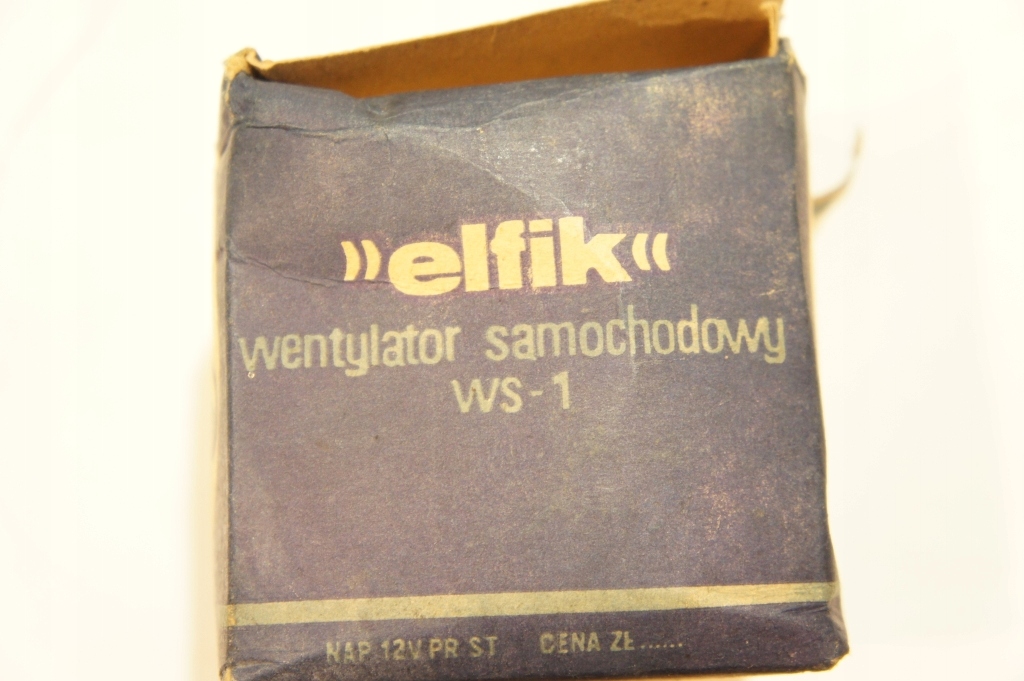 »elfik«
wentylator samochodowy
WS-1
NAP. 12V PR ST CENA ZŁ......